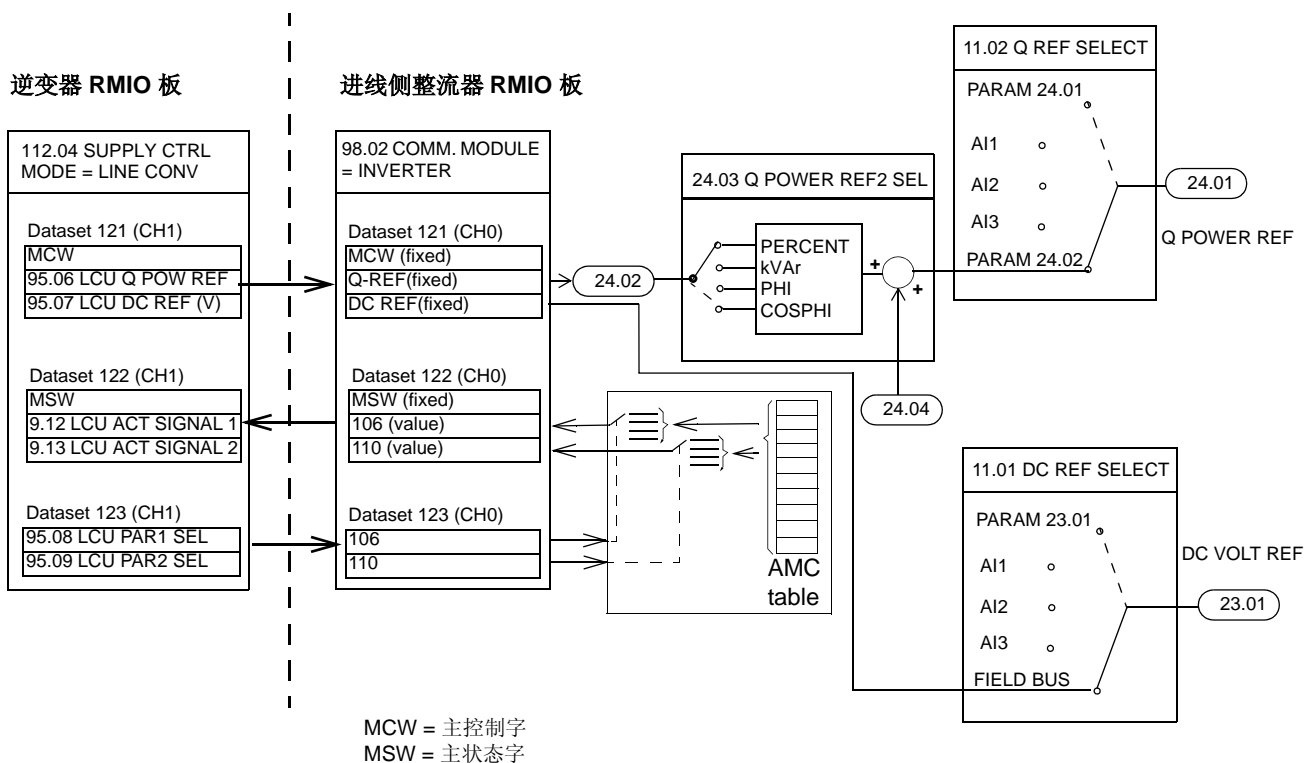 逆变器 RMIO 板
112.04 SUPPLY CTRL
MODE = LINE CONV
Dataset 121 (CH1)
MCW
95.06 LCU Q POW REF
95.07 LCU DC REF (V)
Dataset 122 (CH1)
MSW
9.12 LCU ACT SIGNAL 1
9.13 LCU ACT SIGNAL 2
Dataset 123 (CH1)
95.08 LCU PAR1 SEL
95.09 LCU PAR2 SEL
进线侧整流器 RMIO 板
98.02 COMM. MODULE
= INVERTER
Dataset 121 (CH0)
MCW (fixed)
Q-REF(fixed)
DC REF(fixed)
Dataset 122 (CH0)
MSW (fixed)
106 (value)
110 (value)
Dataset 123 (CH0)
106
110
24.02
24.03 Q POWER REF2 SEL
PERCENT
kVAr
PHI
COSPHI
+
+
24.04
AMC
table
11.02 Q REF SELECT
PARAM 24.01
AI1
AI2
AI3
PARAM 24.02
24.01
Q POWER REF
11.01 DC REF SELECT
PARAM 23.01
AI1
AI2
AI3
FIELD BUS
DC VOLT REF
23.01
MCW = 主控制字
MSW = 主状态字